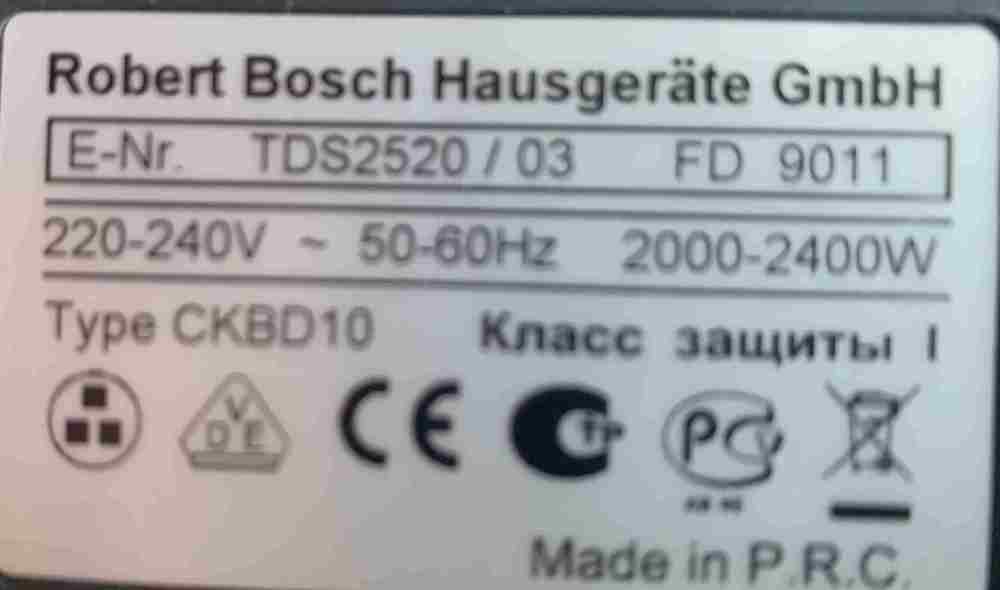 Robert Bosch Hausgeräte GmbH
E-Nr. TDS2520 / 03 FD 9011
220-240V ~ 50-60Hz 2000-2400W
Type CKBD10 Класс защиты I
VDE CE PC
Made in P.R.C.